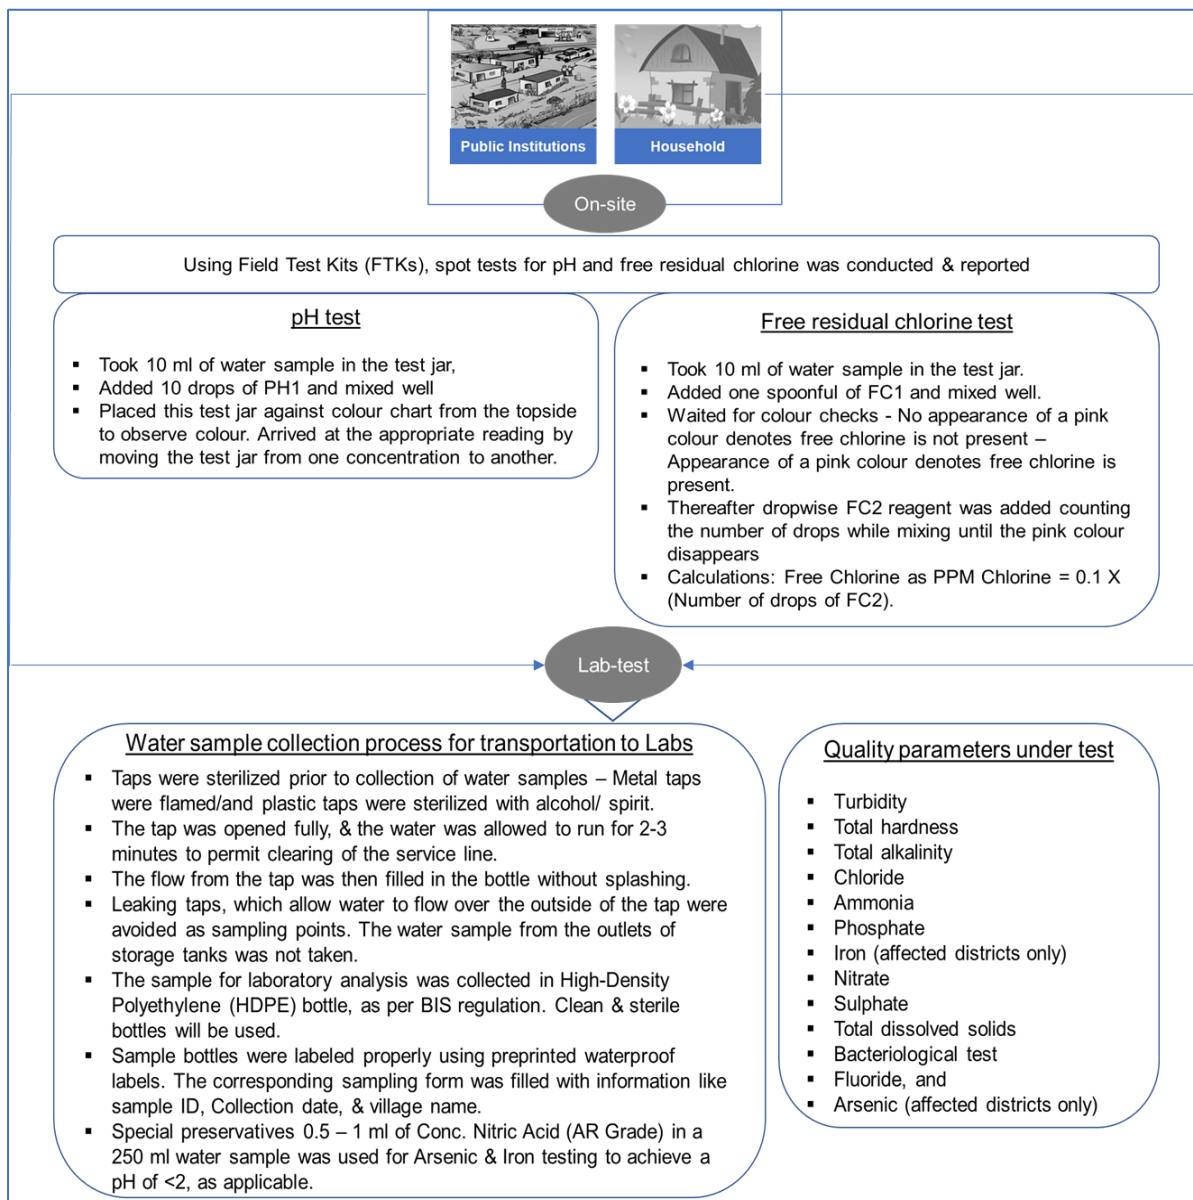 Public Institutions
Household
On-site
Using Field Test Kits (FTKs), spot tests for pH and free residual chlorine was conducted & reported
pH test
▪ Took 10 ml of water sample in the test jar,
▪ Added 10 drops of PH1 and mixed well
▪ Placed this test jar against colour chart from the topside
to observe colour. Arrived at the appropriate reading by
moving the test jar from one concentration to another.
Free residual chlorine test
▪ Took 10 ml of water sample in the test jar.
▪ Added one spoonful of FC1 and mixed well.
▪ Waited for colour checks - No appearance of a pink
colour denotes free chlorine is not present –
Appearance of a pink colour denotes free chlorine is
present.
▪ Thereafter dropwise FC2 reagent was added counting
the number of drops while mixing until the pink colour
disappears
▪ Calculations: Free Chlorine as PPM Chlorine = 0.1 X
(Number of drops of FC2).
Lab-test
Water sample collection process for transportation to Labs
▪ Taps were sterilized prior to collection of water samples – Metal taps
were flamed/and plastic taps were sterilized with alcohol/ spirit.
▪ The tap was opened fully, & the water was allowed to run for 2-3
minutes to permit clearing of the service line.
▪ The flow from the tap was then filled in the bottle without splashing.
▪ Leaking taps, which allow water to flow over the outside of the tap were
avoided as sampling points. The water sample from the outlets of
storage tanks was not taken.
▪ The sample for laboratory analysis was collected in High-Density
Polyethylene (HDPE) bottle, as per BIS regulation. Clean & sterile
bottles will be used.
▪ Sample bottles were labeled properly using preprinted waterproof
labels. The corresponding sampling form was filled with information like
sample ID, Collection date, & village name.
▪ Special preservatives 0.5 – 1 ml of Conc. Nitric Acid (AR Grade) in a
250 ml water sample was used for Arsenic & Iron testing to achieve a
pH of <2, as applicable.
Quality parameters under test
▪ Turbidity
▪ Total hardness
▪ Total alkalinity
▪ Chloride
▪ Ammonia
▪ Phosphate
▪ Iron (affected districts only)
▪ Nitrate
▪ Sulphate
▪ Total dissolved solids
▪ Bacteriological test
▪ Fluoride, and
▪ Arsenic (affected districts only)